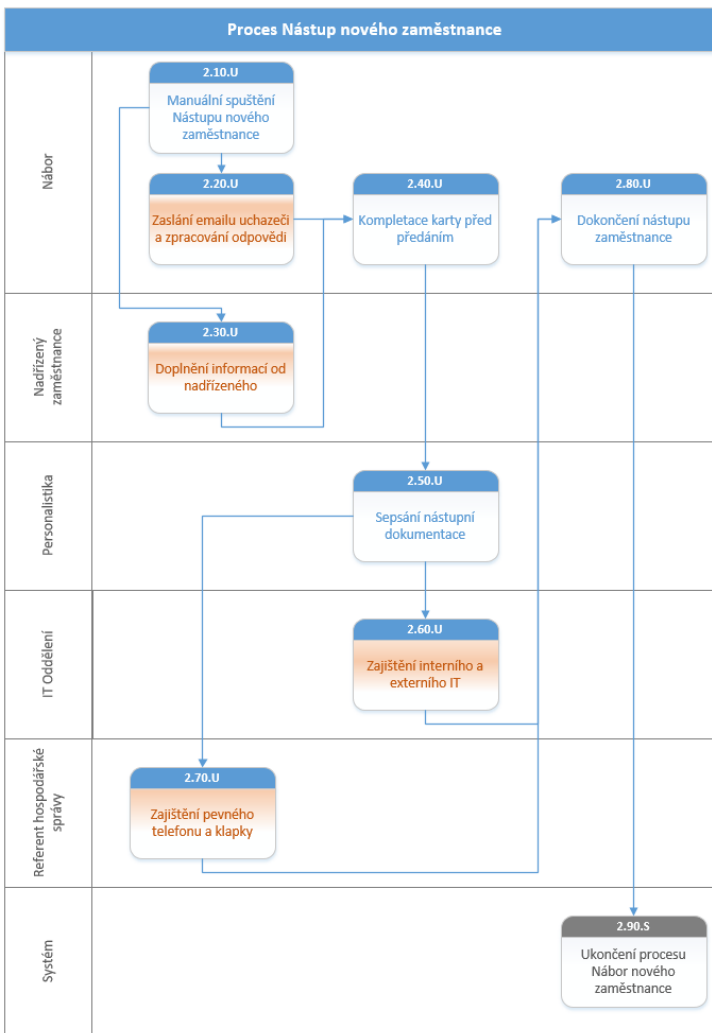 Proces Nástup nového zaměstnance
Nábor
2.10.U
Manuální spuštění
Nástupu nového
zaměstnance
2.20.U
Zaslání emailu uchazeči
a zpracování odpovědi
2.40.U
Kompletace karty před
předáním
2.80.U
Dokončení nástupu
zaměstnance
Nadřízený
zaměstnance
2.30.U
Doplnění informací od
nadřízeného
Personalistika
2.50.U
Sepsání nástupní
dokumentace
IT Oddělení
2.60.U
Zajištění interního a
externího IT
Referent hospodářské
správy
2.70.U
Zajištění pevného
telefonu a klapky
Systém
2.90.S
Ukončení procesu
Nábor nového
zaměstnance